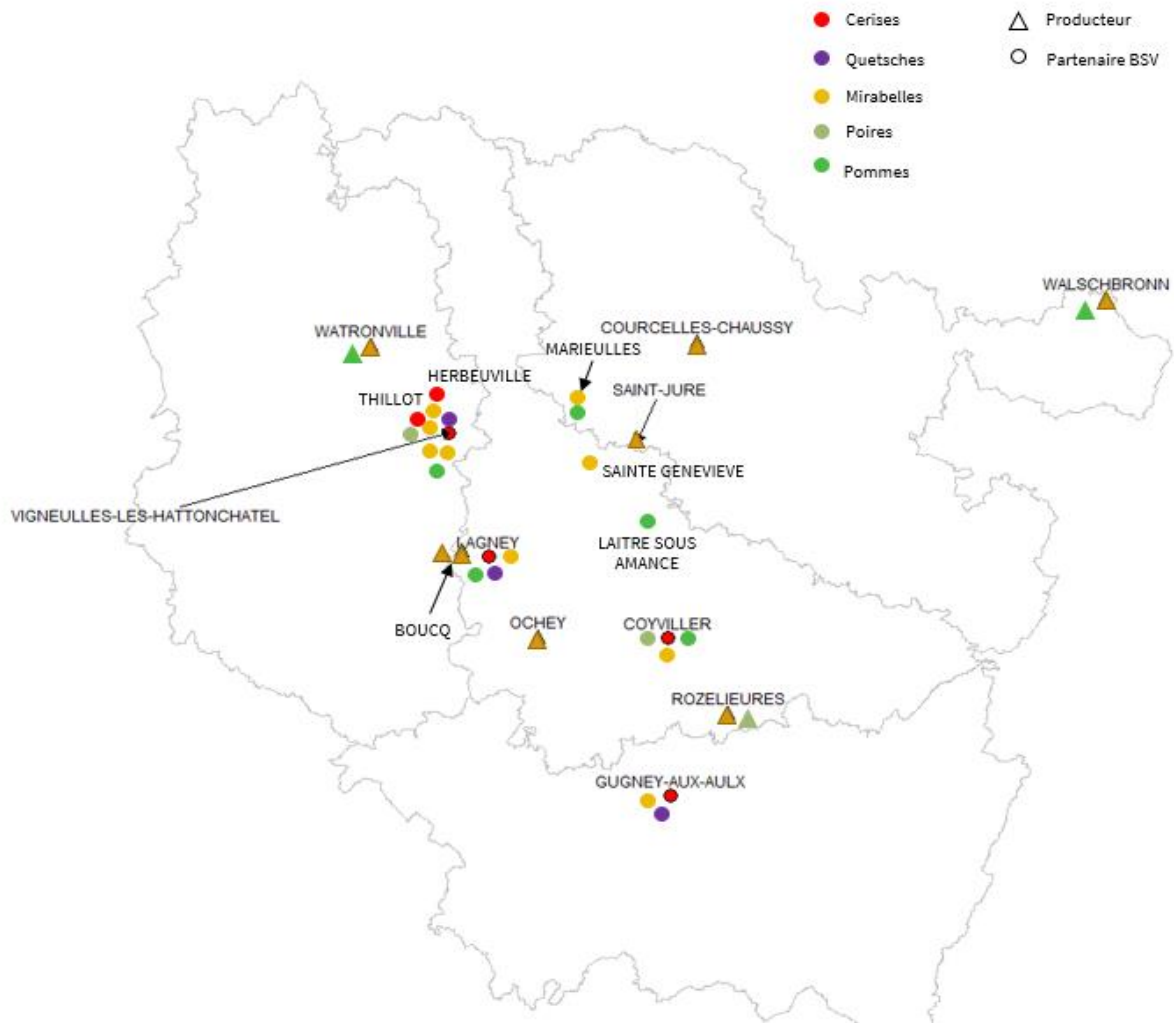 Cerises
Producteur
Quetsches
Partenaire BSV
Mirabelles
Poires
Pommes
WALSCHBRONN
WATRONVILLE
COURCELLES-CHAUSSY
MARIEULLES
HERBEUVILLE
SAINT-JURE
THILLOT
SAINTE GENEVIEVE
VIGNEULLES-LES-HATTONCHATEL
LAGNEY
LAITRE SOUS
AMANCE
BOUCQ
OCHEY
COYVILLER
ROZELIEURES
GUGNEY-AUX-AULX